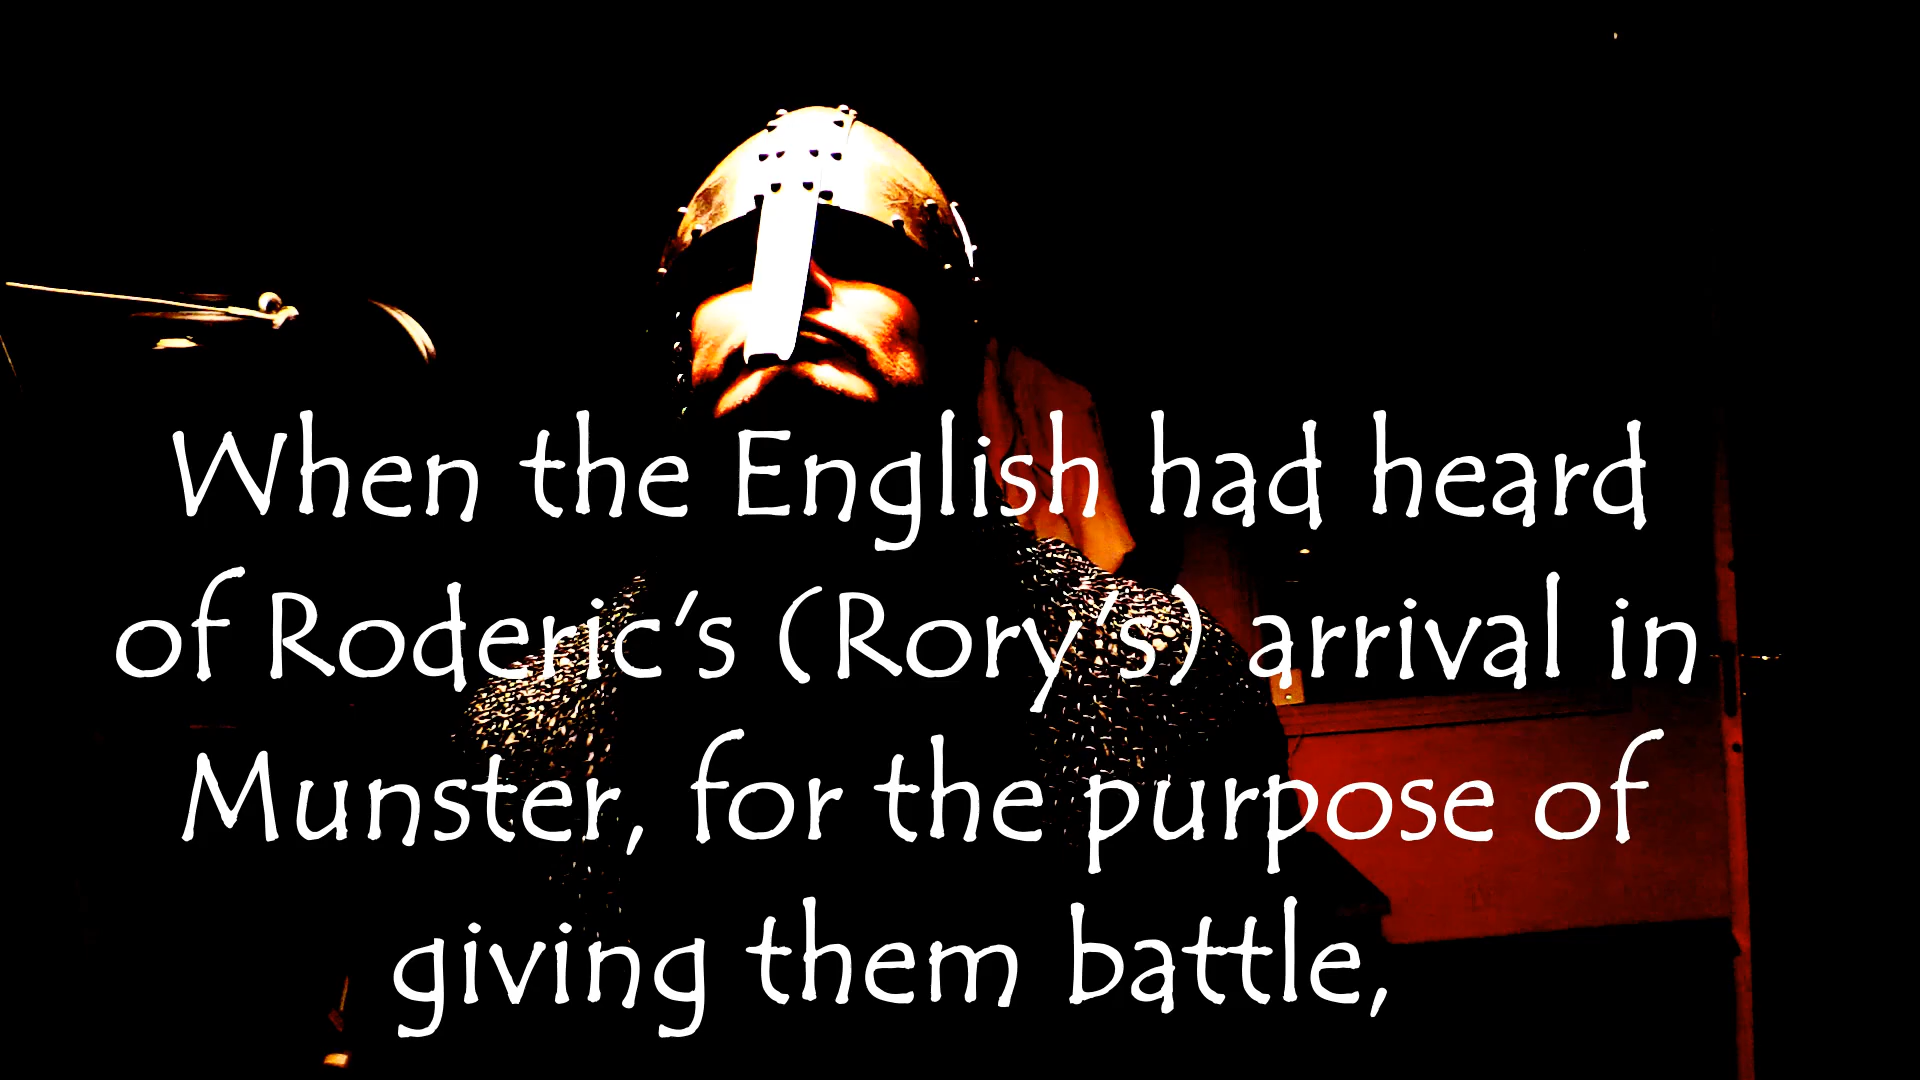 When the English had heard
of Roderic's (Rory's) arrival in
Munster, for the purpose of
giving them battle,